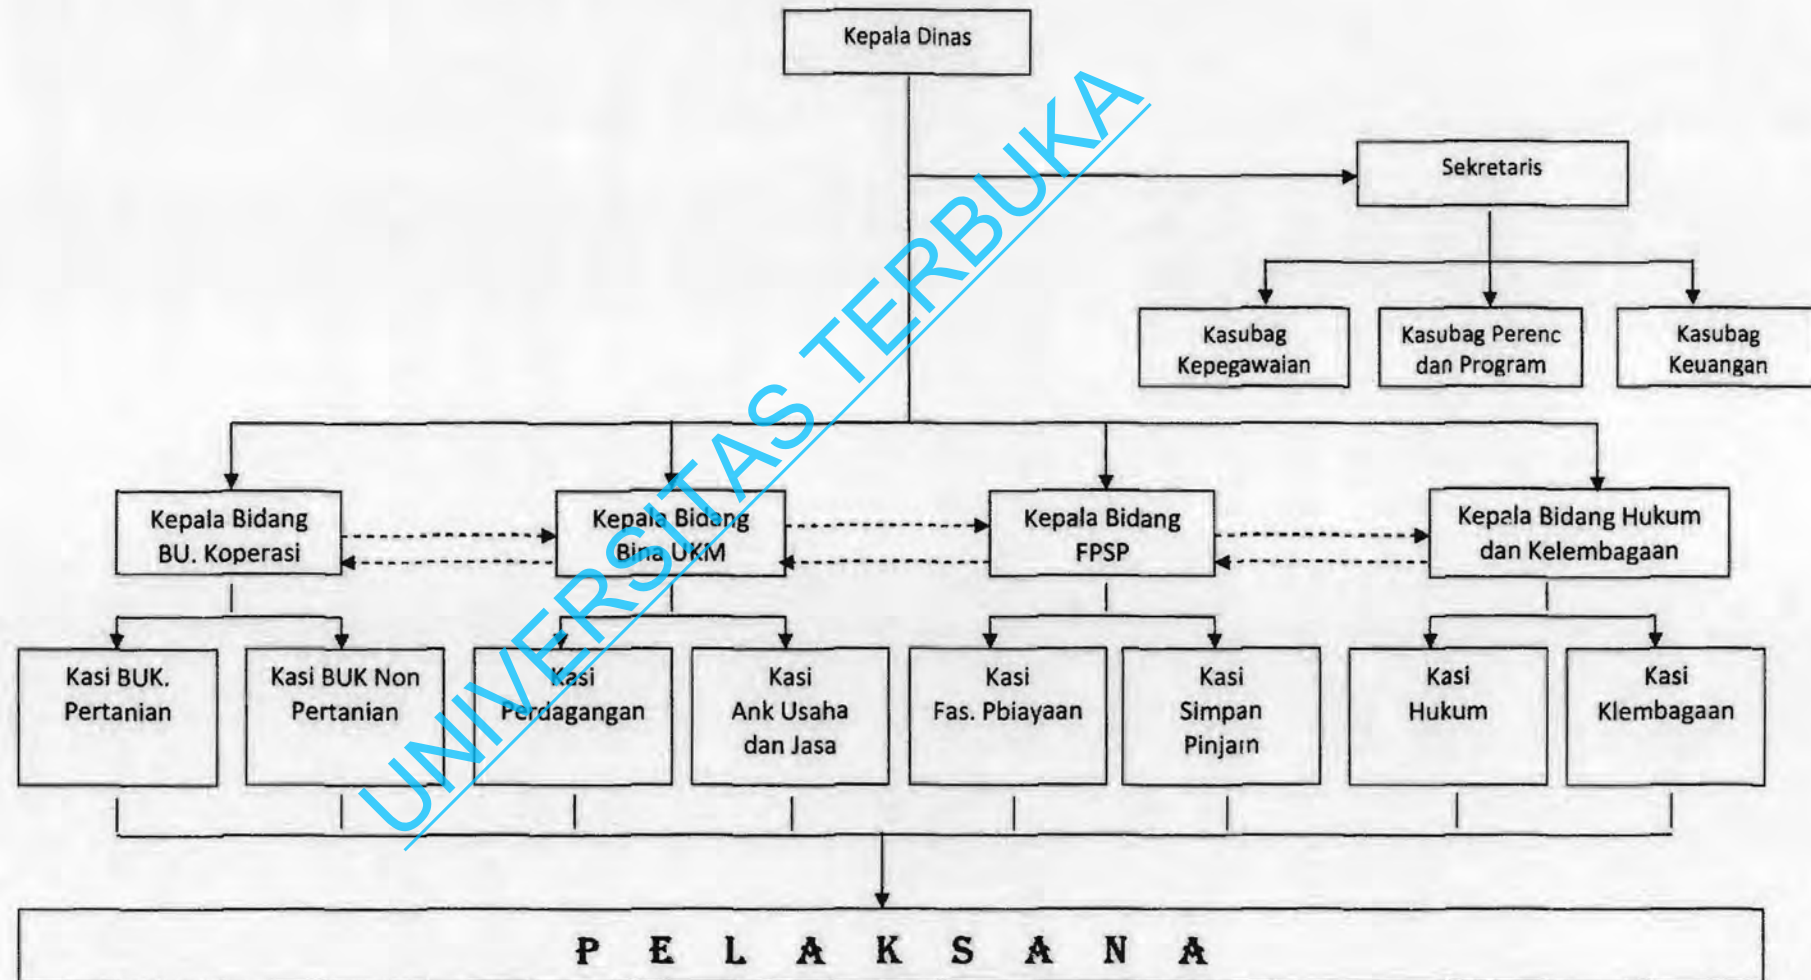 Kepala Dinas
Sekretaris
Kasubag
Kepegawaian
Kasubag Perenc
dan Program
Kasubag
Keuangan
Kepala Bidang
BU. Koperasi
Kepala Bidang
Bina UKM
Kepala Bidang
FPSP
Kepala Bidang Hukum
dan Kelembagaan
Kasi BUK.
Pertanian
Kasi BUK Non
Pertanian
Kasi
Perdagangan
Kasi
Ank Usaha
dan Jasa
Kasi
Fas. Pbiayaan
Kasi
Simpan
Pinjam
Kasi
Hukum
Kasi
Klembagaan
P E L A K S A N A
UNIVERSITAS TERBUKA